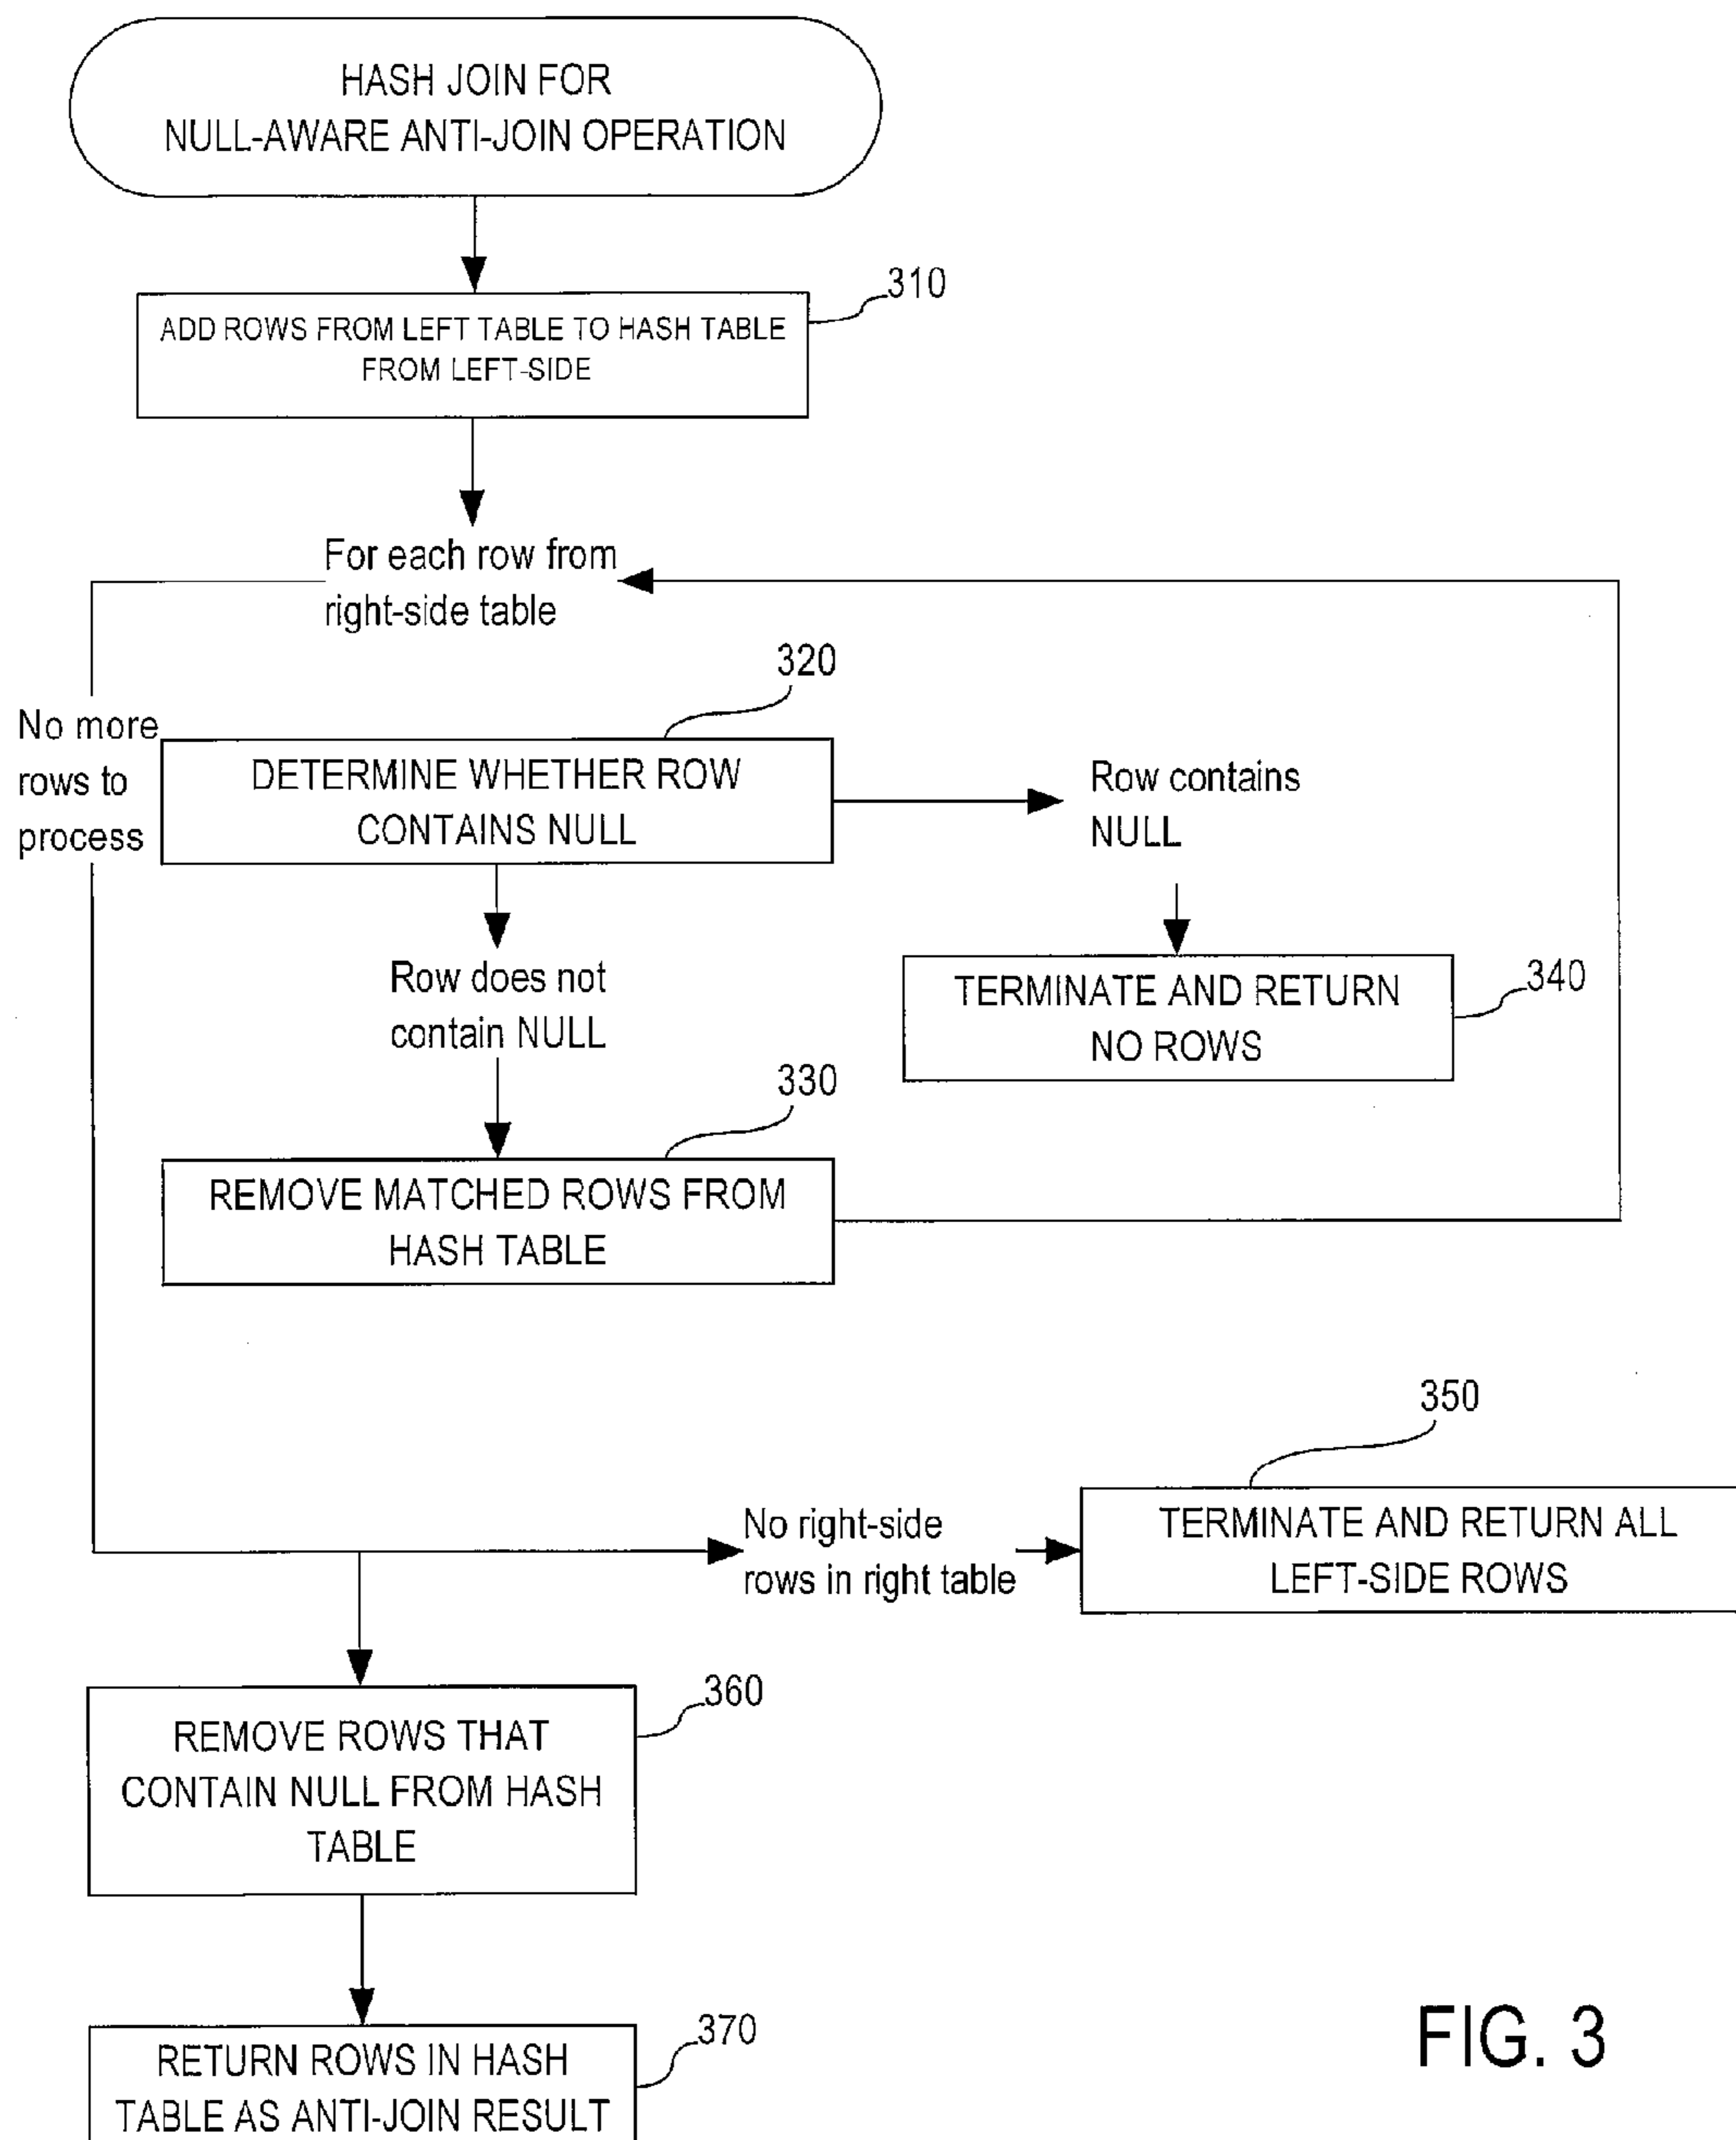 HASH JOIN FOR
NULL-AWARE ANTI-JOIN OPERATION
310
ADD ROWS FROM LEFT TABLE TO HASH TABLE
FROM LEFT-SIDE
For each row from
right-side table
320
No more
rows to
process
DETERMINE WHETHER ROW
CONTAINS NULL
Row contains
NULL
Row does not
contain NULL
340
TERMINATE AND RETURN
NO ROWS
330
REMOVE MATCHED ROWS FROM
HASH TABLE
350
No right-side
rows in right table
TERMINATE AND RETURN ALL
LEFT-SIDE ROWS
360
REMOVE ROWS THAT
CONTAIN NULL FROM HASH
TABLE
370
RETURN ROWS IN HASH
TABLE AS ANTI-JOIN RESULT
FIG. 3